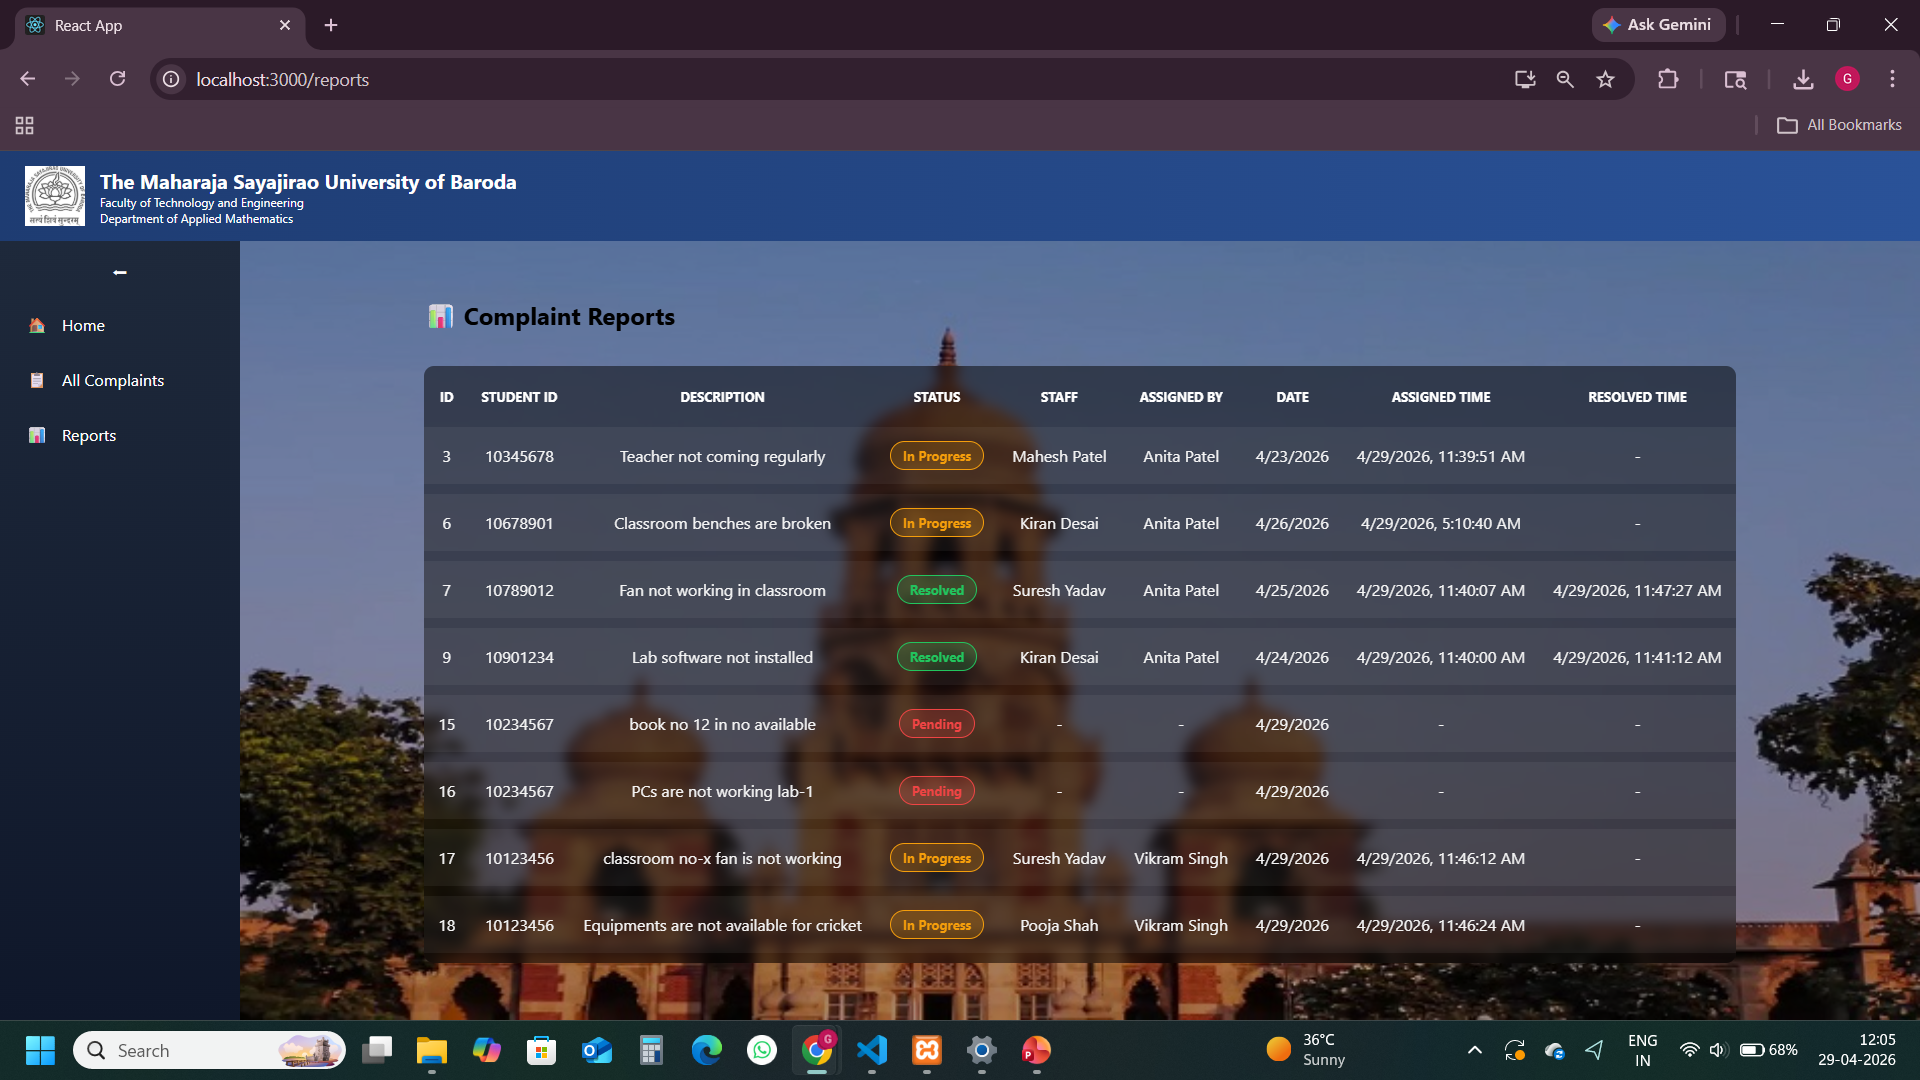 React App
Ask Gemini
localhost:3000/reports
G
All Bookmarks
The Maharaja Sayajirao University of Baroda
Faculty of Technology and Engineering
Department of Applied Mathematics
Home
All Complaints
Reports
Complaint Reports
ID STUDENT ID DESCRIPTION STATUS STAFF ASSIGNED BY DATE ASSIGNED TIME RESOLVED TIME
3 10345678 Teacher not coming regularly In Progress Mahesh Patel Anita Patel 4/23/2026 4/29/2026, 11:39:51 AM -
6 10678901 Classroom benches are broken In Progress Kiran Desai Anita Patel 4/26/2026 4/29/2026, 5:10:40 AM -
7 10789012 Fan not working in classroom Resolved Suresh Yadav Anita Patel 4/25/2026 4/29/2026, 11:40:07 AM 4/29/2026, 11:47:27 AM
9 10901234 Lab software not installed Resolved Kiran Desai Anita Patel 4/24/2026 4/29/2026, 11:40:00 AM 4/29/2026, 11:41:12 AM
15 10234567 book no 12 in no available Pending - - 4/29/2026 - -
16 10234567 PCs are not working lab-1 Pending - - 4/29/2026 - -
17 10123456 classroom no-x fan is not working In Progress Suresh Yadav Vikram Singh 4/29/2026 4/29/2026, 11:46:12 AM -
18 10123456 Equipments are not available for cricket In Progress Pooja Shah Vikram Singh 4/29/2026 4/29/2026, 11:46:24 AM -
Search
G
36°C
Sunny
ENG
IN
68%
12:05
29-04-2026